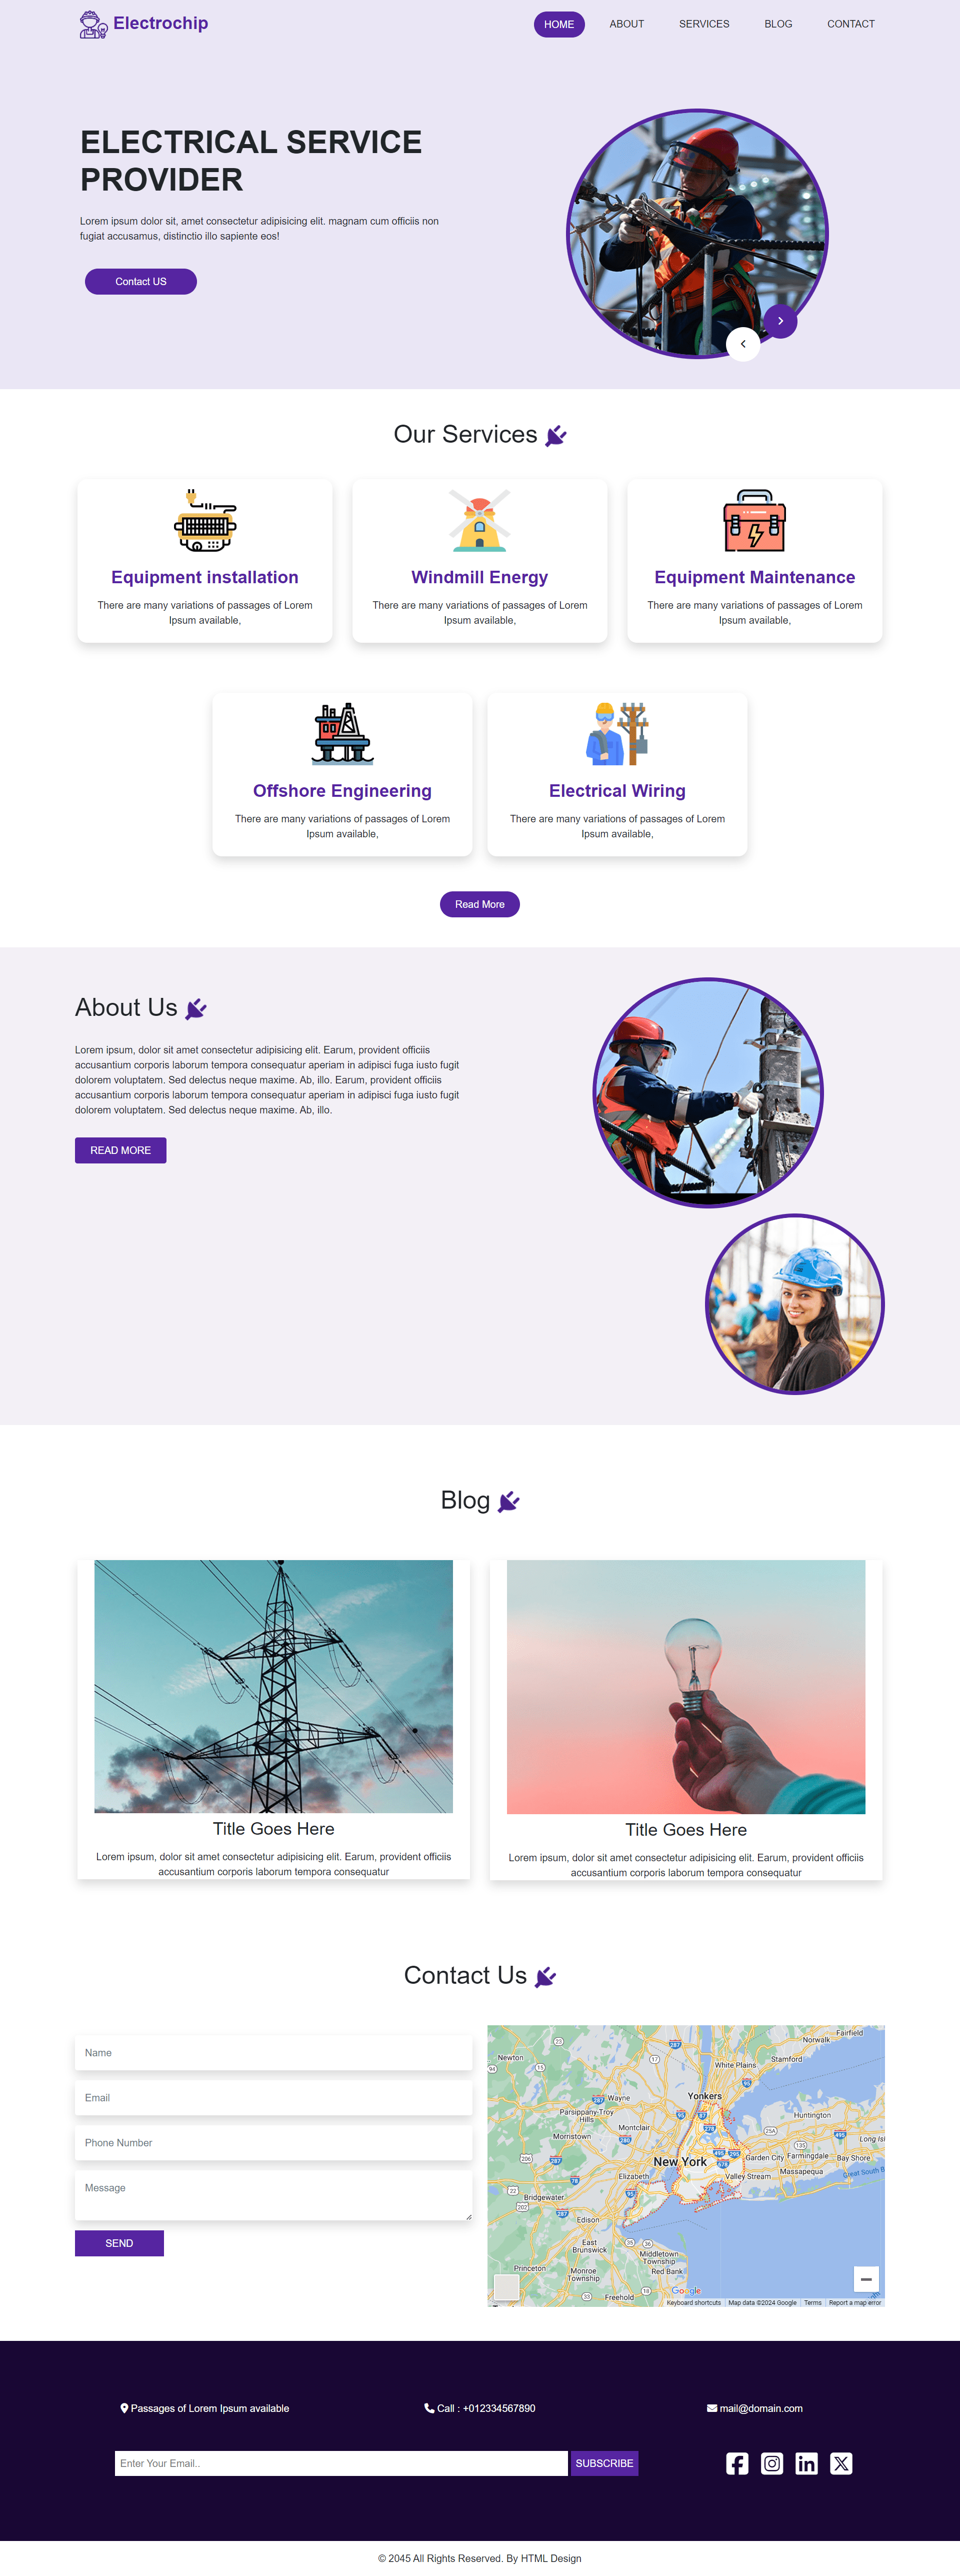 Electrochip
HOME
ABOUT
SERVICES
BLOG
CONTACT
ELECTRICAL SERVICE
PROVIDER
Lorem ipsum dolor sit, amet consectetur adipisicing elit. magnam cum officiis non
fugiat accusamus, distinctio illo sapiente eos!
Contact US
Our Services
Equipment installation
There are many variations of passages of Lorem
Ipsum available,
Windmill Energy
There are many variations of passages of Lorem
Ipsum available,
Equipment Maintenance
There are many variations of passages of Lorem
Ipsum available,
Offshore Engineering
There are many variations of passages of Lorem
Ipsum available,
Electrical Wiring
There are many variations of passages of Lorem
Ipsum available,
Read More
About Us
Lorem ipsum, dolor sit amet consectetur adipisicing elit. Earum, provident officiis
accusantium corporis laborum tempora consequatur aperiam in adipisci fuga iusto fugit
dolorem voluptatem. Sed delectus neque maxime. Ab, illo. Earum, provident officiis
accusantium corporis laborum tempora consequatur aperiam in adipisci fuga iusto fugit
dolorem voluptatem. Sed delectus neque maxime. Ab, illo.
READ MORE
Blog
Title Goes Here
Lorem ipsum, dolor sit amet consectetur adipisicing elit. Earum, provident officiis
accusantium corporis laborum tempora consequatur
Title Goes Here
Lorem ipsum, dolor sit amet consectetur adipisicing elit. Earum, provident officiis
accusantium corporis laborum tempora consequatur
Contact Us
Name
Email
Phone Number
Message
SEND
Fairfield
Norwalk
Stamford
White Plains
Newton
Yonkers
Wayne
Parsippany-Troy
Hills
Montclair
Huntington
Morristown
Long Isl
New York
Garden City
Farmingdale
Bay Shore
Elizabeth
Valley Stream
Massapequa
Great South B
Bridgewater
Edison
East
Brunswick
Middletown
Township
Princeton
Monroe
Township
Red Bank
Freehold
Google
Keyboard shortcuts
Map data ©2024 Google
Terms
Report a map error
Passages of Lorem Ipsum available
Call : +01234567890
mail@domain.com
Enter Your Email..
SUBSCRIBE
© 2045 All Rights Reserved. By HTML Design